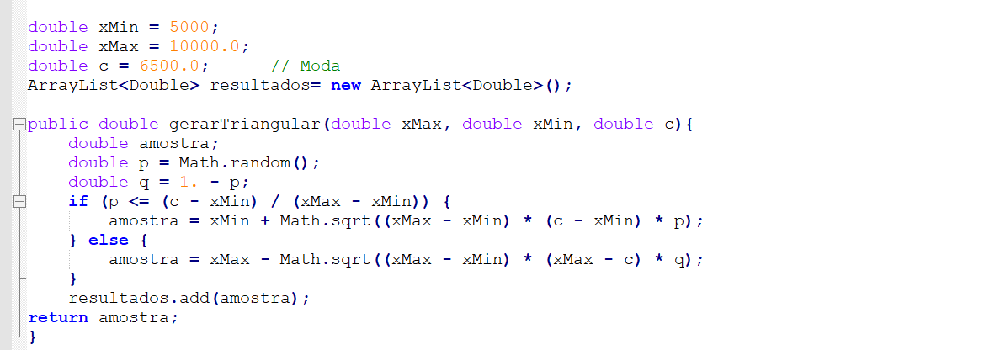 double xMin = 5000;
double xMax = 10000.0;
double c = 6500.0;      // Moda
ArrayList<Double> resultados= new ArrayList<Double>();

public double gerarTriangular(double xMax, double xMin, double c){
    double amostra;
    double p = Math.random();
    double q = 1. - p;
    if (p <= (c - xMin) / (xMax - xMin)) {
        amostra = xMin + Math.sqrt((xMax - xMin) * (c - xMin) * p);
    } else {
        amostra = xMax - Math.sqrt((xMax - xMin) * (xMax - c) * q);
    }
    resultados.add(amostra);
return amostra;
}